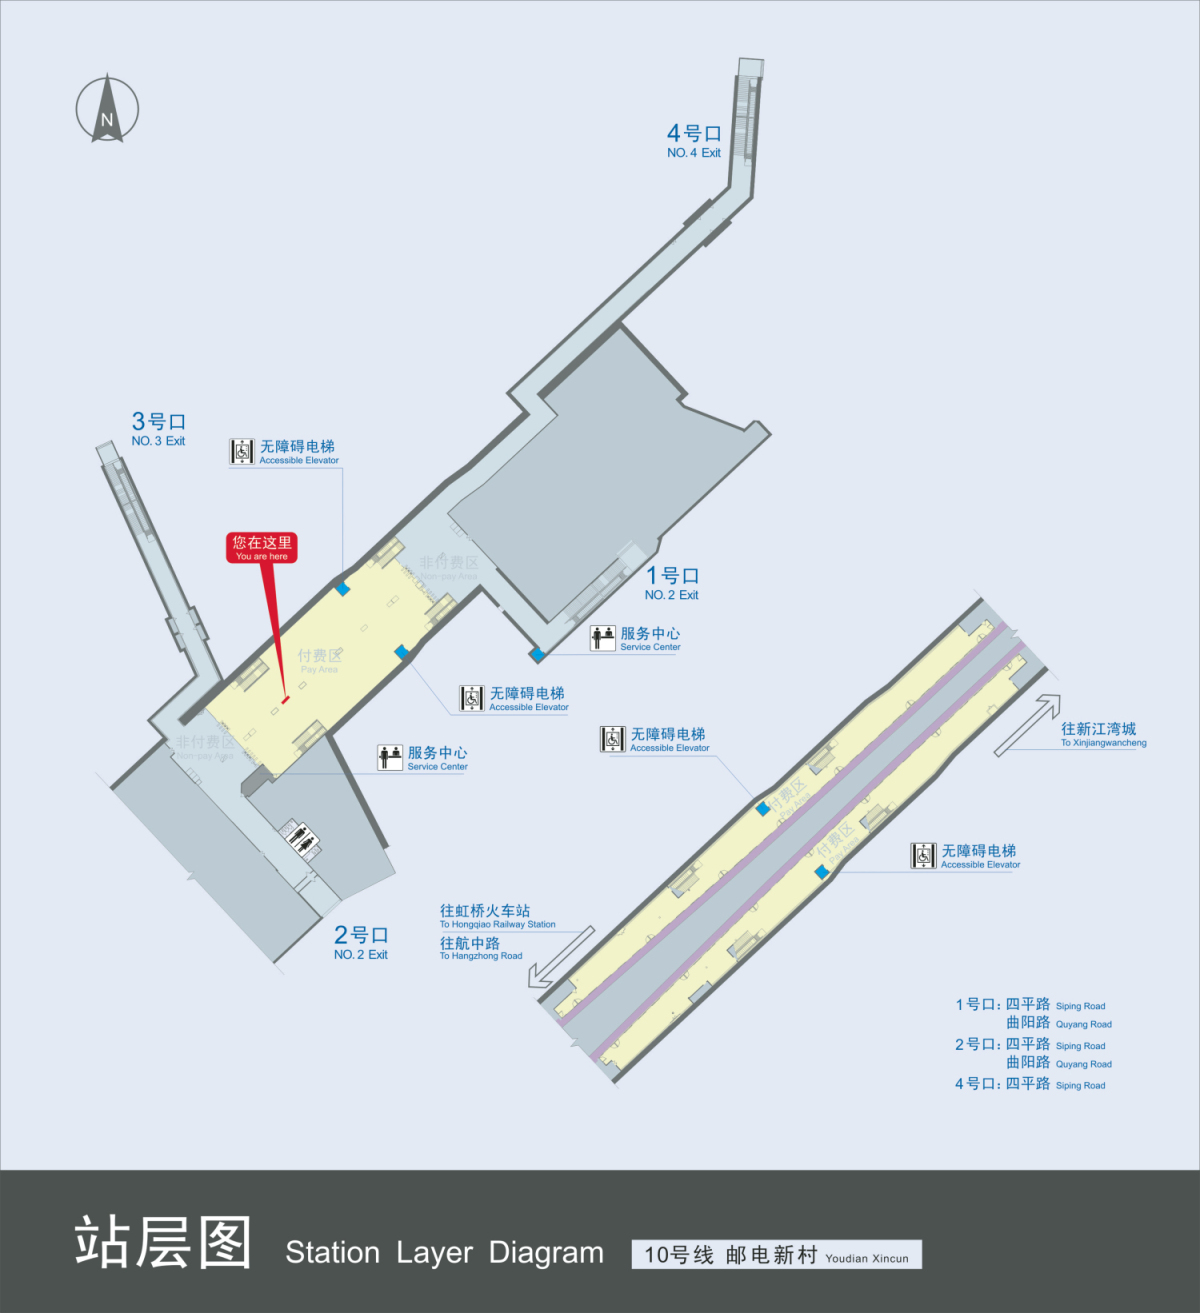 N
4号口
NO. 4 Exit
3号口
NO. 3 Exit
无障碍电梯
Accessible Elevator
您在这里
You are here
非付费区
Non-pay Area
1号口
NO. 2 Exit
服务中心
Service Center
付费区
Pay Area
无障碍电梯
Accessible Elevator
非付费区
Non-pay Area
服务中心
Service Center
2号口
NO. 2 Exit
往新江湾城
To Xinjiangwancheng
无障碍电梯
Accessible Elevator
付费区
Pay Area
付费区
Pay Area
无障碍电梯
Accessible Elevator
往虹桥火车站
To Hongqiao Railway Station
往航中路
To Hangzhong Road
1号口: 四平路 Siping Road
曲阳路 Quyang Road
2号口: 四平路 Siping Road
曲阳路 Quyang Road
4号口: 四平路 Siping Road
站层图 Station Layer Diagram 10号线 邮电新村 Youdian Xincun